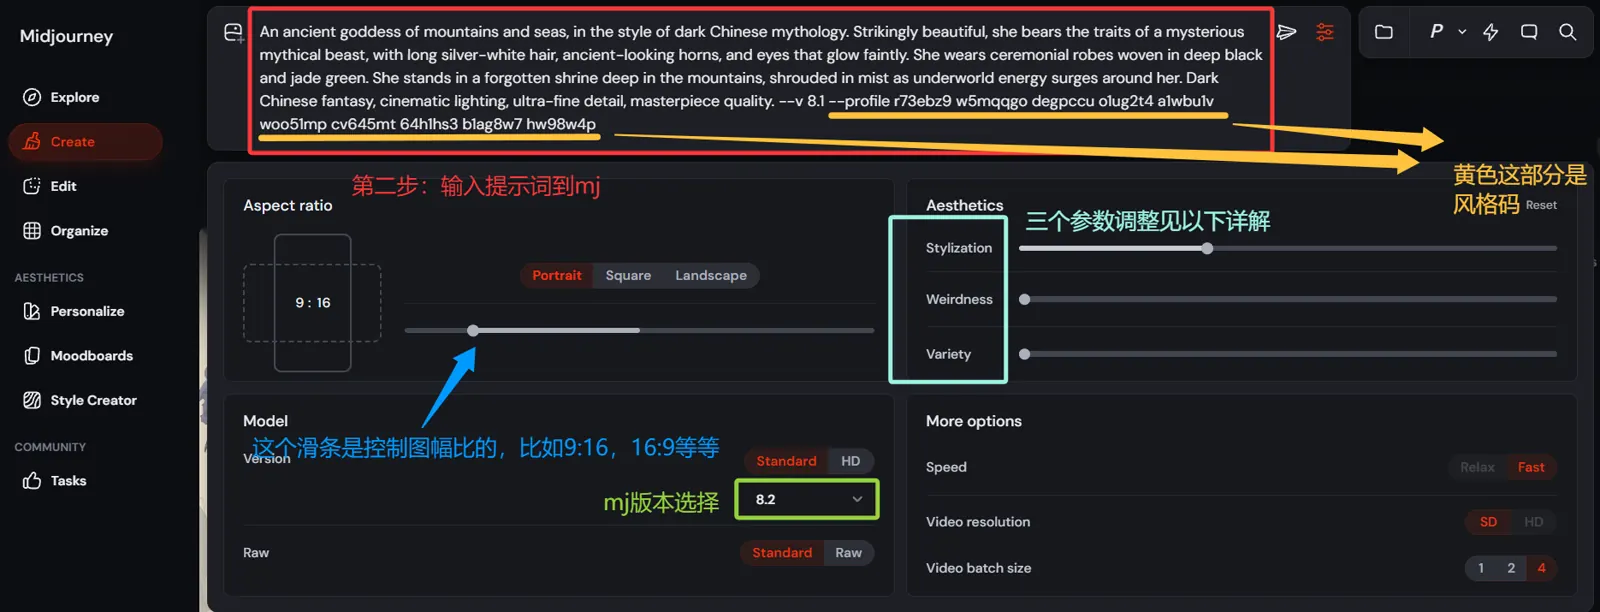 Midjourney
Explore
Create
Edit
Organize
AESTHETICS
Personalize
Moodboards
Style Creator
COMMUNITY
Tasks
An ancient goddess of mountains and seas, in the style of dark Chinese mythology. Strikingly beautiful, she bears the traits of a mysterious
mythical beast, with long silver-white hair, ancient-looking horns, and eyes that glow faintly. She wears ceremonial robes woven in deep black
and jade green. She stands in a forgotten shrine deep in the mountains, shrouded in mist as underworld energy surges around her. Dark
Chinese fantasy, cinematic lighting, ultra-fine detail, masterpiece quality. --v 8.1 --profile r73ebz9 w5mqqgo degpccu o1ug2t4 a1wbu1v
woo51mp cv645mt 64h1hs3 b1ag8w7 hw98w4p
P
黄色这部分是
风格码
第二步：输入提示词到mj
Aspect ratio
9 : 16
Portrait
Square
Landscape
这个滑条是控制图幅比的，比如9:16，16:9等等
Aesthetics
Reset
三个参数调整见以下详解
Stylization
Weirdness
Variety
Model
Version
Standard
HD
mj版本选择
8.2
Raw
Standard
Raw
More options
Speed
Relax
Fast
Video resolution
SD
HD
Video batch size
1
2
4